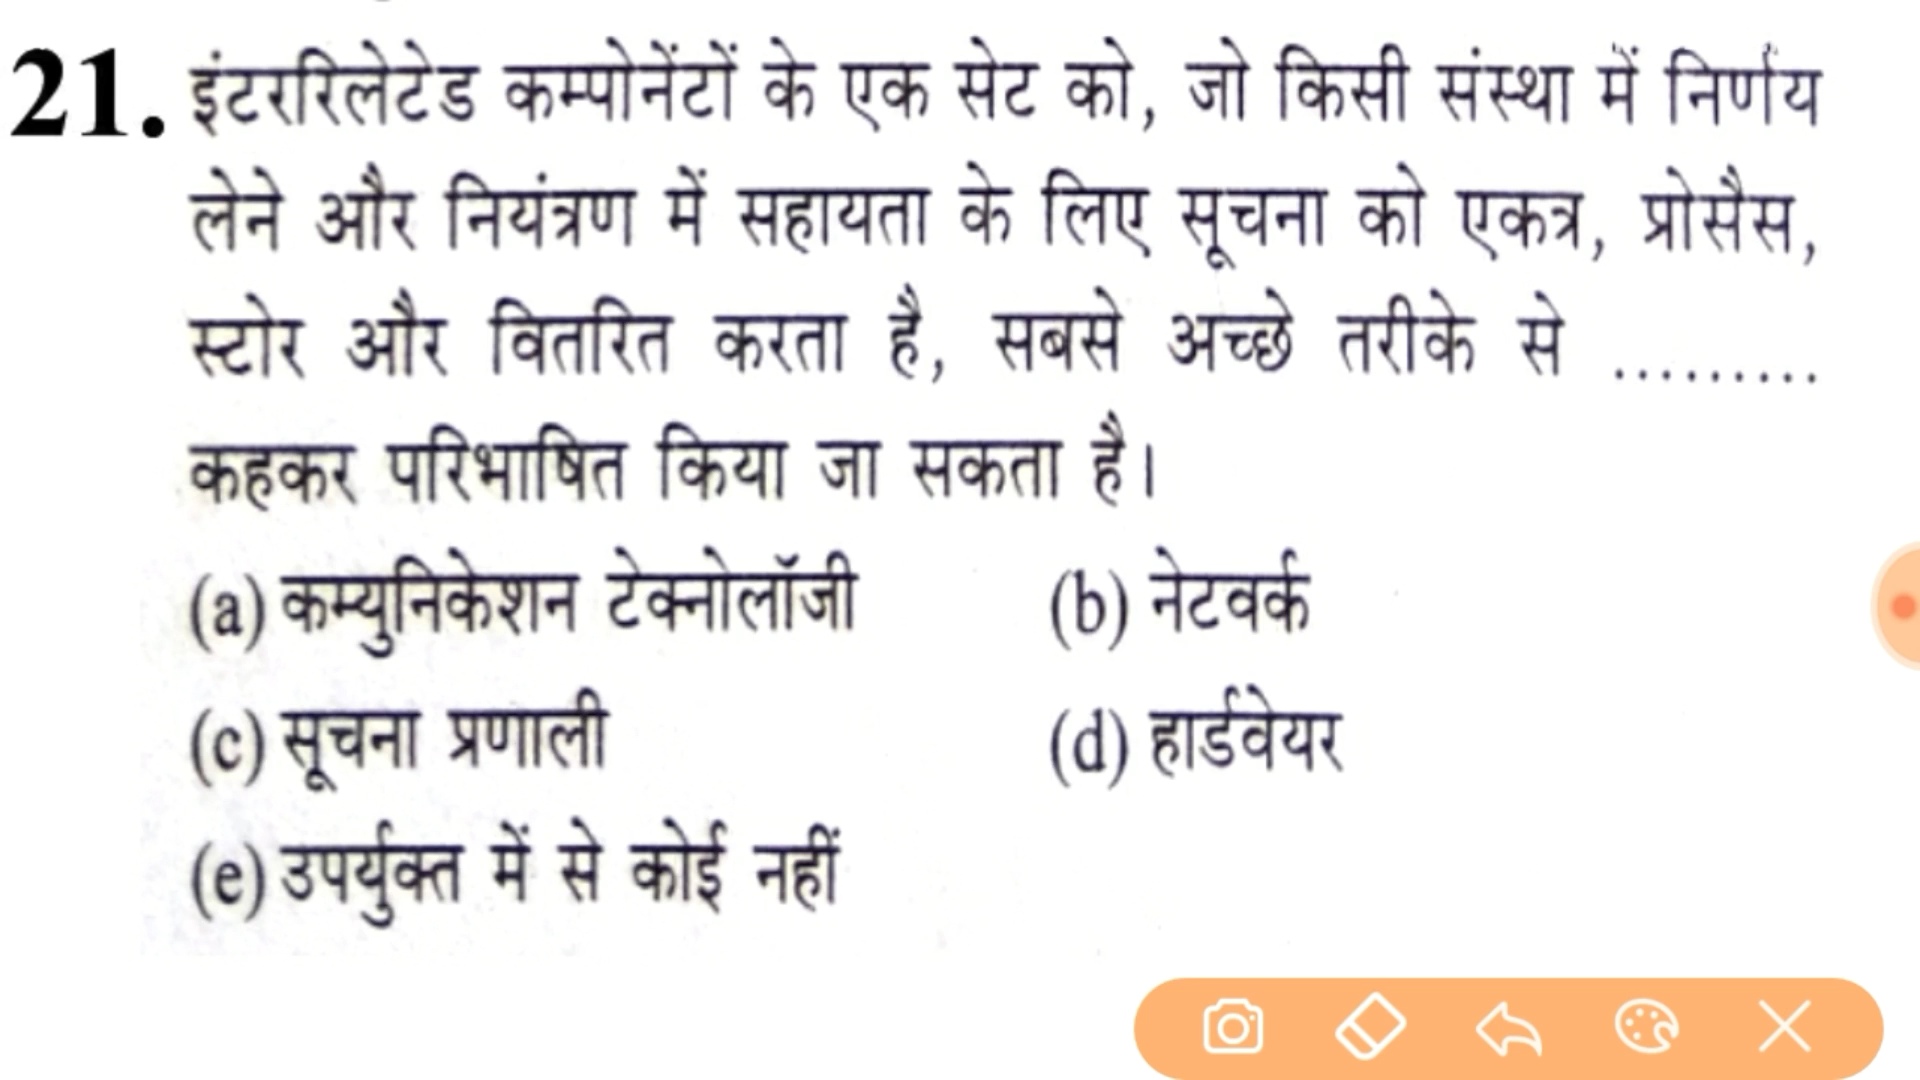 21. इंटररिलेटेड कम्पोनेंटों के एक सेट को, जो किसी संस्था में निर्णय
लेने और नियंत्रण में सहायता के लिए सूचना को एकत्र, प्रोसैस,
स्टोर और वितरित करता है, सबसे अच्छे तरीके से .........
कहकर परिभाषित किया जा सकता है।
(a) कम्युनिकेशन टेक्नोलॉजी (b) नेटवर्क
(c) सूचना प्रणाली (d) हार्डवेयर
(e) उपर्युक्त में से कोई नहीं